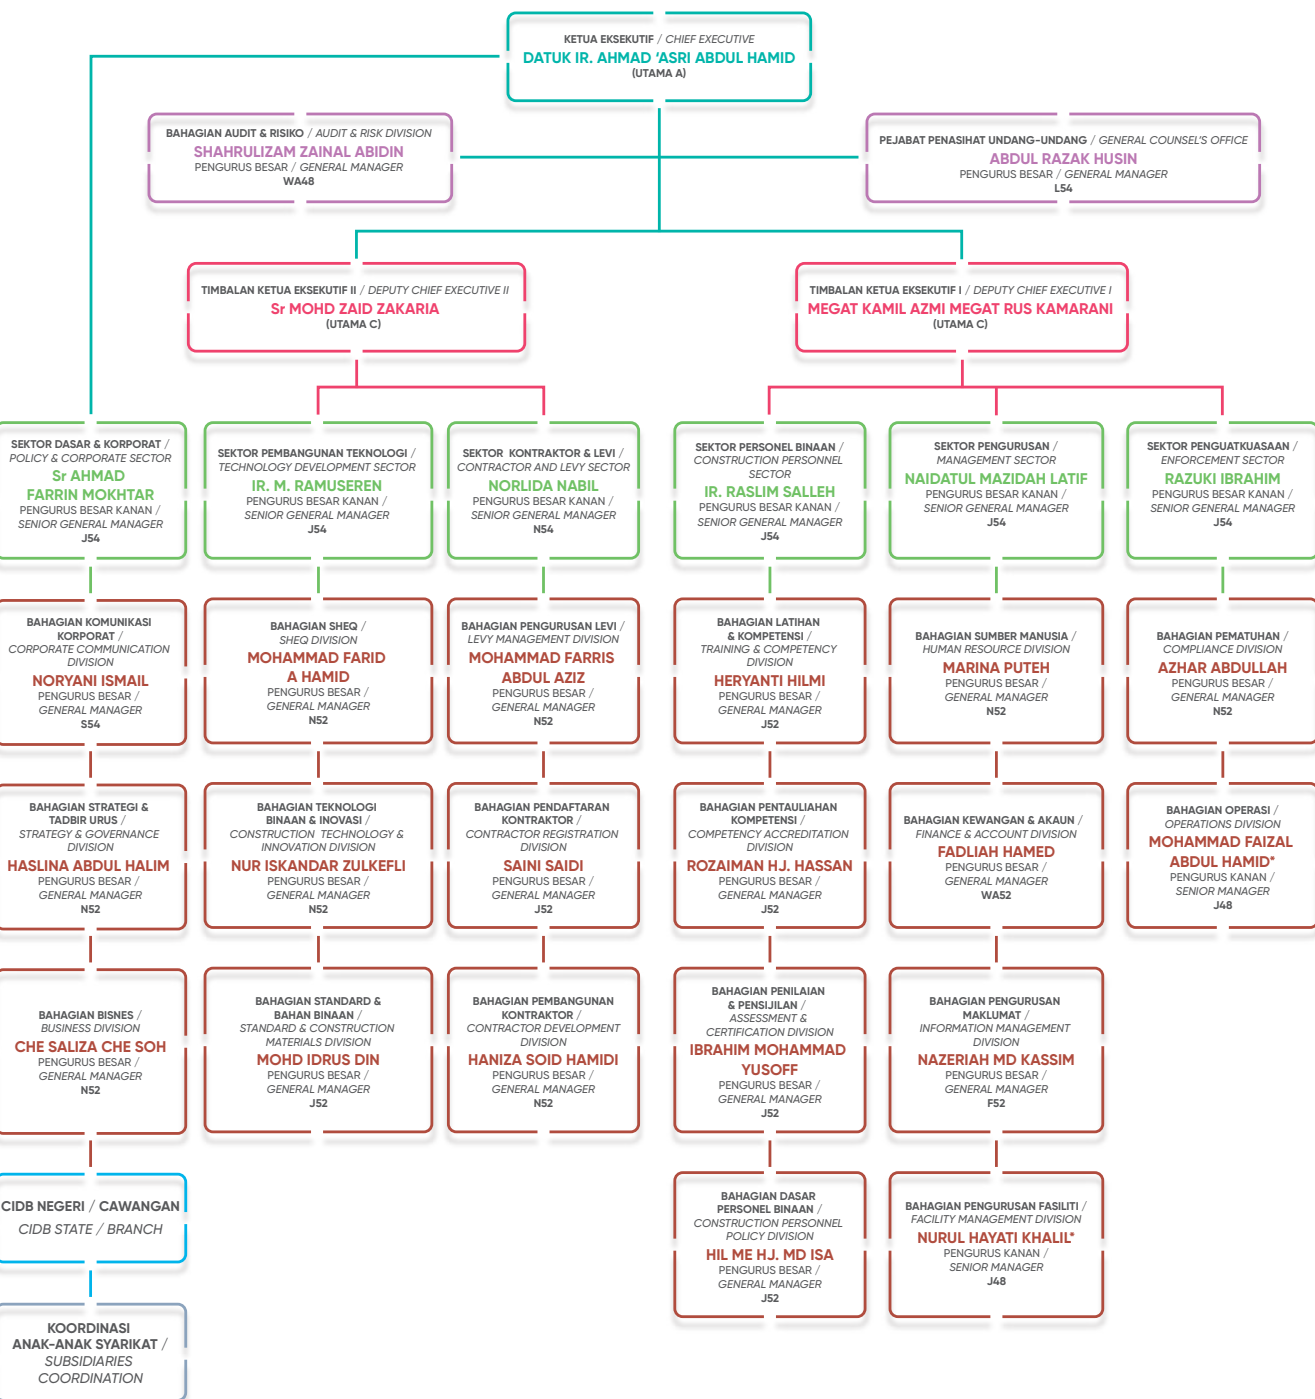 KETUA EKSEKUTIF / CHIEF EXECUTIVE
DATUK IR. AHMAD 'ASRI ABDUL HAMID
(UTAMA A)
BAHAGIAN AUDIT & RISIKO / AUDIT & RISK DIVISION
SHAHRULIZAM ZAINAL ABIDIN
PENGURUS BESAR / GENERAL MANAGER
WA48
PEJABAT PENASIHAT UNDANG-UNDANG / GENERAL COUNSEL'S OFFICE
ABDUL RAZAK HUSIN
PENGURUS BESAR / GENERAL MANAGER
L54
TIMBALAN KETUA EKSEKUTIF II / DEPUTY CHIEF EXECUTIVE II
Sr MOHD ZAID ZAKARIA
(UTAMA C)
TIMBALAN KETUA EKSEKUTIF I / DEPUTY CHIEF EXECUTIVE I
MEGAT KAMIL AZMI MEGAT RUS KAMARANI
(UTAMA C)
SEKTOR DASAR & KORPORAT /
POLICY & CORPORATE SECTOR
Sr AHMAD
FARRIN MOKHTAR
PENGURUS BESAR KANAN /
SENIOR GENERAL MANAGER
J54
SEKTOR PEMBANGUNAN TEKNOLOGI /
TECHNOLOGY DEVELOPMENT SECTOR
IR. M. RAMUSEREN
PENGURUS BESAR KANAN /
SENIOR GENERAL MANAGER
J54
SEKTOR KONTRAKTOR & LEVI /
CONTRACTOR AND LEVY SECTOR
NORLIDA NABIL
PENGURUS BESAR KANAN /
SENIOR GENERAL MANAGER
N54
SEKTOR PERSONEL BINAAN /
CONSTRUCTION PERSONNEL
SECTOR
IR. RASLIM SALLEH
PENGURUS BESAR KANAN /
SENIOR GENERAL MANAGER
J54
SEKTOR PENGURUSAN /
MANAGEMENT SECTOR
NAIDATUL MAZIDAH LATIF
PENGURUS BESAR KANAN /
SENIOR GENERAL MANAGER
J54
SEKTOR PENGUATKUASAAN /
ENFORCEMENT SECTOR
RAZUKI IBRAHIM
PENGURUS BESAR KANAN /
SENIOR GENERAL MANAGER
J54
BAHAGIAN KOMUNIKASI
KORPORAT /
CORPORATE COMMUNICATION
DIVISION
NORYANI ISMAIL
PENGURUS BESAR /
GENERAL MANAGER
S54
BAHAGIAN SHEQ /
SHEQ DIVISION
MOHAMMAD FARID
A HAMID
PENGURUS BESAR /
GENERAL MANAGER
N52
BAHAGIAN PENGURUSAN LEVI /
LEVY MANAGEMENT DIVISION
MOHAMMAD FARRIS
ABDUL AZIZ
PENGURUS BESAR /
GENERAL MANAGER
N52
BAHAGIAN LATIHAN
& KOMPETENSI /
TRAINING & COMPETENCY
DIVISION
HERYANTI HILMI
PENGURUS BESAR /
GENERAL MANAGER
J52
BAHAGIAN SUMBER MANUSIA /
HUMAN RESOURCE DIVISION
MARINA PUTEH
PENGURUS BESAR /
GENERAL MANAGER
N52
BAHAGIAN PEMATUHAN /
COMPLIANCE DIVISION
AZHAR ABDULLAH
PENGURUS BESAR /
GENERAL MANAGER
N52
BAHAGIAN STRATEGI &
TADBIR URUS /
STRATEGY & GOVERNANCE
DIVISION
HASLINA ABDUL HALIM
PENGURUS BESAR /
GENERAL MANAGER
N52
BAHAGIAN TEKNOLOGI
BINAAN & INOVASI /
CONSTRUCTION TECHNOLOGY &
INNOVATION DIVISION
NUR ISKANDAR ZULKEFLI
PENGURUS BESAR /
GENERAL MANAGER
N52
BAHAGIAN PENDAFTARAN
KONTRAKTOR /
CONTRACTOR REGISTRATION
DIVISION
SAINI SAIDI
PENGURUS BESAR /
GENERAL MANAGER
J52
BAHAGIAN PENTAULIAHAN
KOMPETENSI /
COMPETENCY ACCREDITATION
DIVISION
ROZAIMAN HJ. HASSAN
PENGURUS BESAR /
GENERAL MANAGER
J52
BAHAGIAN KEWANGAN & AKAUN /
FINANCE & ACCOUNT DIVISION
FADLIAH HAMED
PENGURUS BESAR /
GENERAL MANAGER
WA52
BAHAGIAN OPERASI /
OPERATIONS DIVISION
MOHAMMAD FAIZAL
ABDUL HAMID*
PENGURUS KANAN /
SENIOR MANAGER
J48
BAHAGIAN BISNES /
BUSINESS DIVISION
CHE SALIZA CHE SOH
PENGURUS BESAR /
GENERAL MANAGER
N52
BAHAGIAN STANDARD &
BAHAN BINAAN /
STANDARD & CONSTRUCTION
MATERIALS DIVISION
MOHD IDRUS DIN
PENGURUS BESAR /
GENERAL MANAGER
J52
BAHAGIAN PEMBANGUNAN
KONTRAKTOR /
CONTRACTOR DEVELOPMENT
DIVISION
HANIZA SOID HAMIDI
PENGURUS BESAR /
GENERAL MANAGER
N52
BAHAGIAN PENILAIAN
& PENSIJILAN /
ASSESSMENT &
CERTIFICATION DIVISION
IBRAHIM MOHAMMAD
YUSOFF
PENGURUS BESAR /
GENERAL MANAGER
J52
BAHAGIAN PENGURUSAN
MAKLUMAT /
INFORMATION MANAGEMENT
DIVISION
NAZERIAH MD KASSIM
PENGURUS BESAR /
GENERAL MANAGER
F52
CIDB NEGERI / CAWANGAN
CIDB STATE / BRANCH
BAHAGIAN DASAR
PERSONEL BINAAN /
CONSTRUCTION PERSONNEL
POLICY DIVISION
HIL ME HJ. MD ISA
PENGURUS BESAR /
GENERAL MANAGER
J52
BAHAGIAN PENGURUSAN FASILITI /
FACILITY MANAGEMENT DIVISION
NURUL HAYATI KHALIL*
PENGURUS KANAN /
SENIOR MANAGER
J48
KOORDINASI
ANAK-ANAK SYARIKAT /
SUBSIDIARIES
COORDINATION